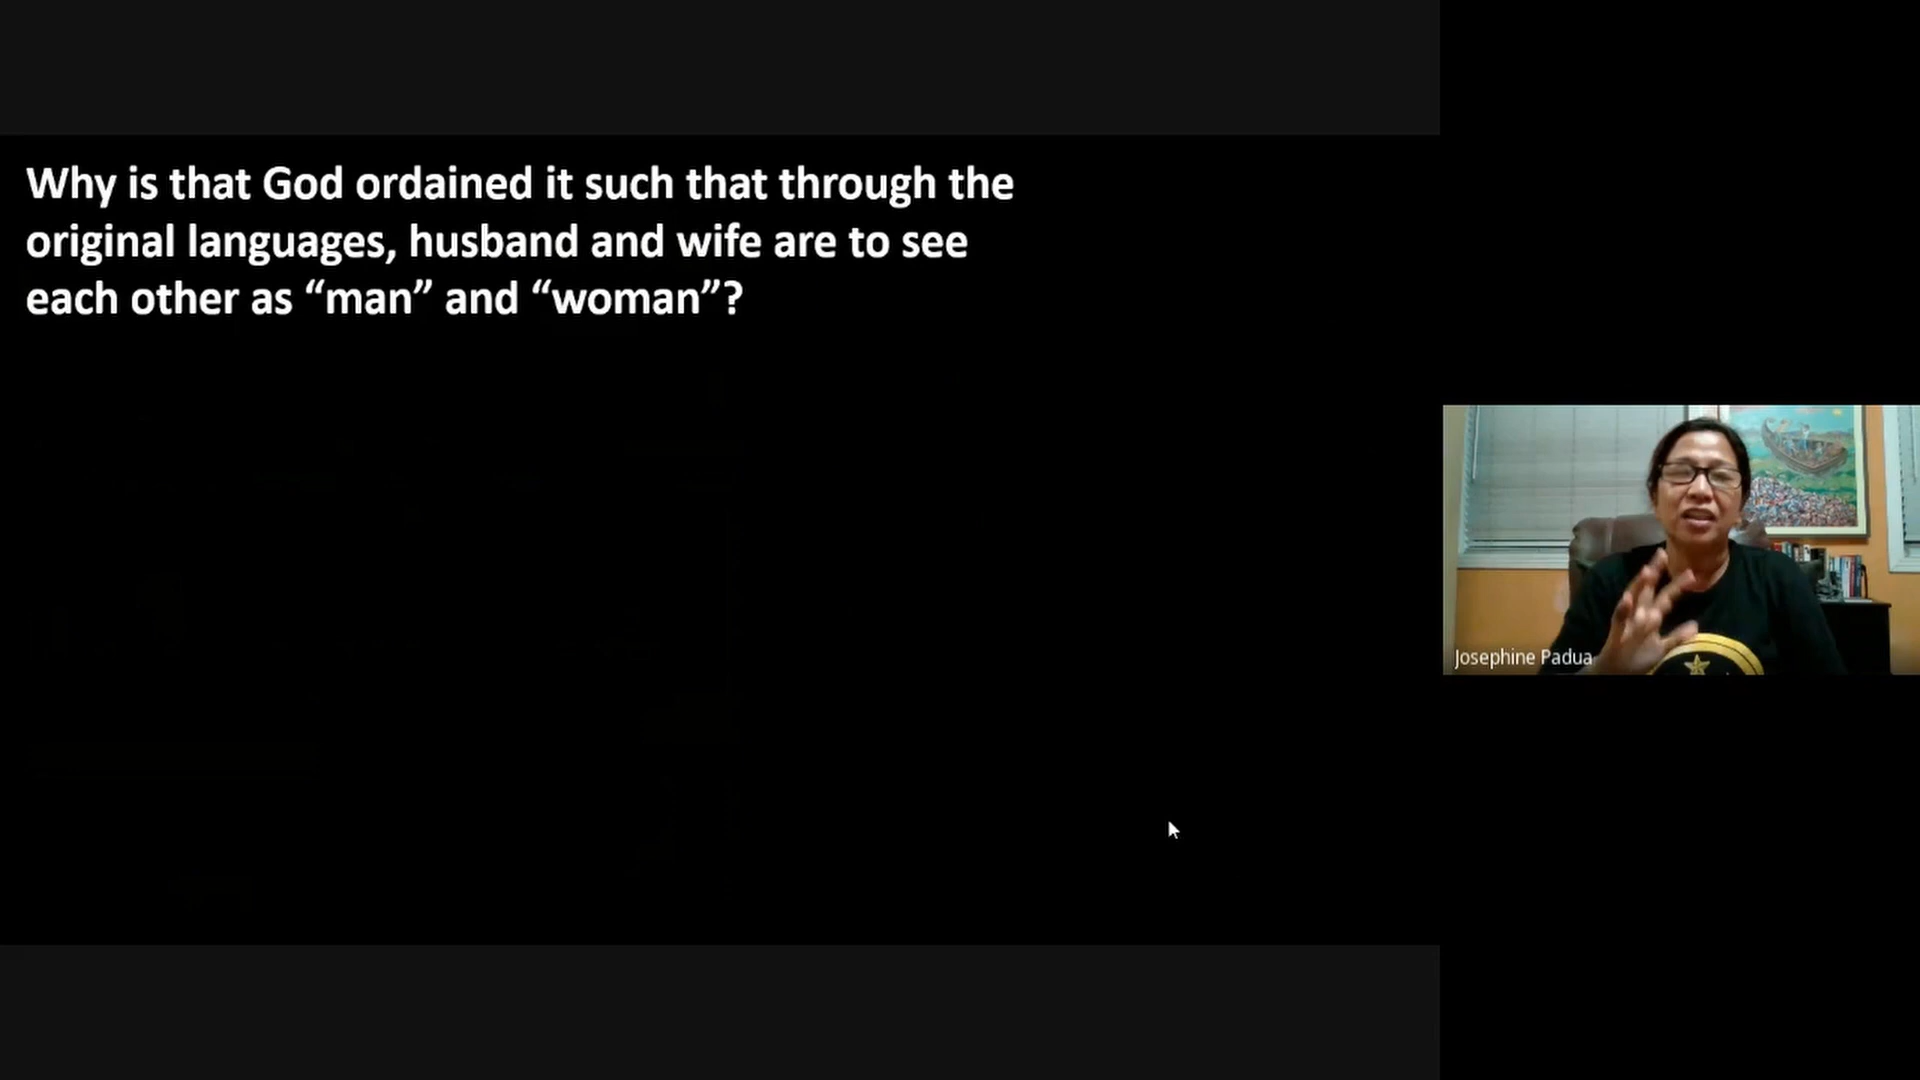 Why is that God ordained it such that through the
original languages, husband and wife are to see
each other as “man” and “woman”?
Josephine Padua